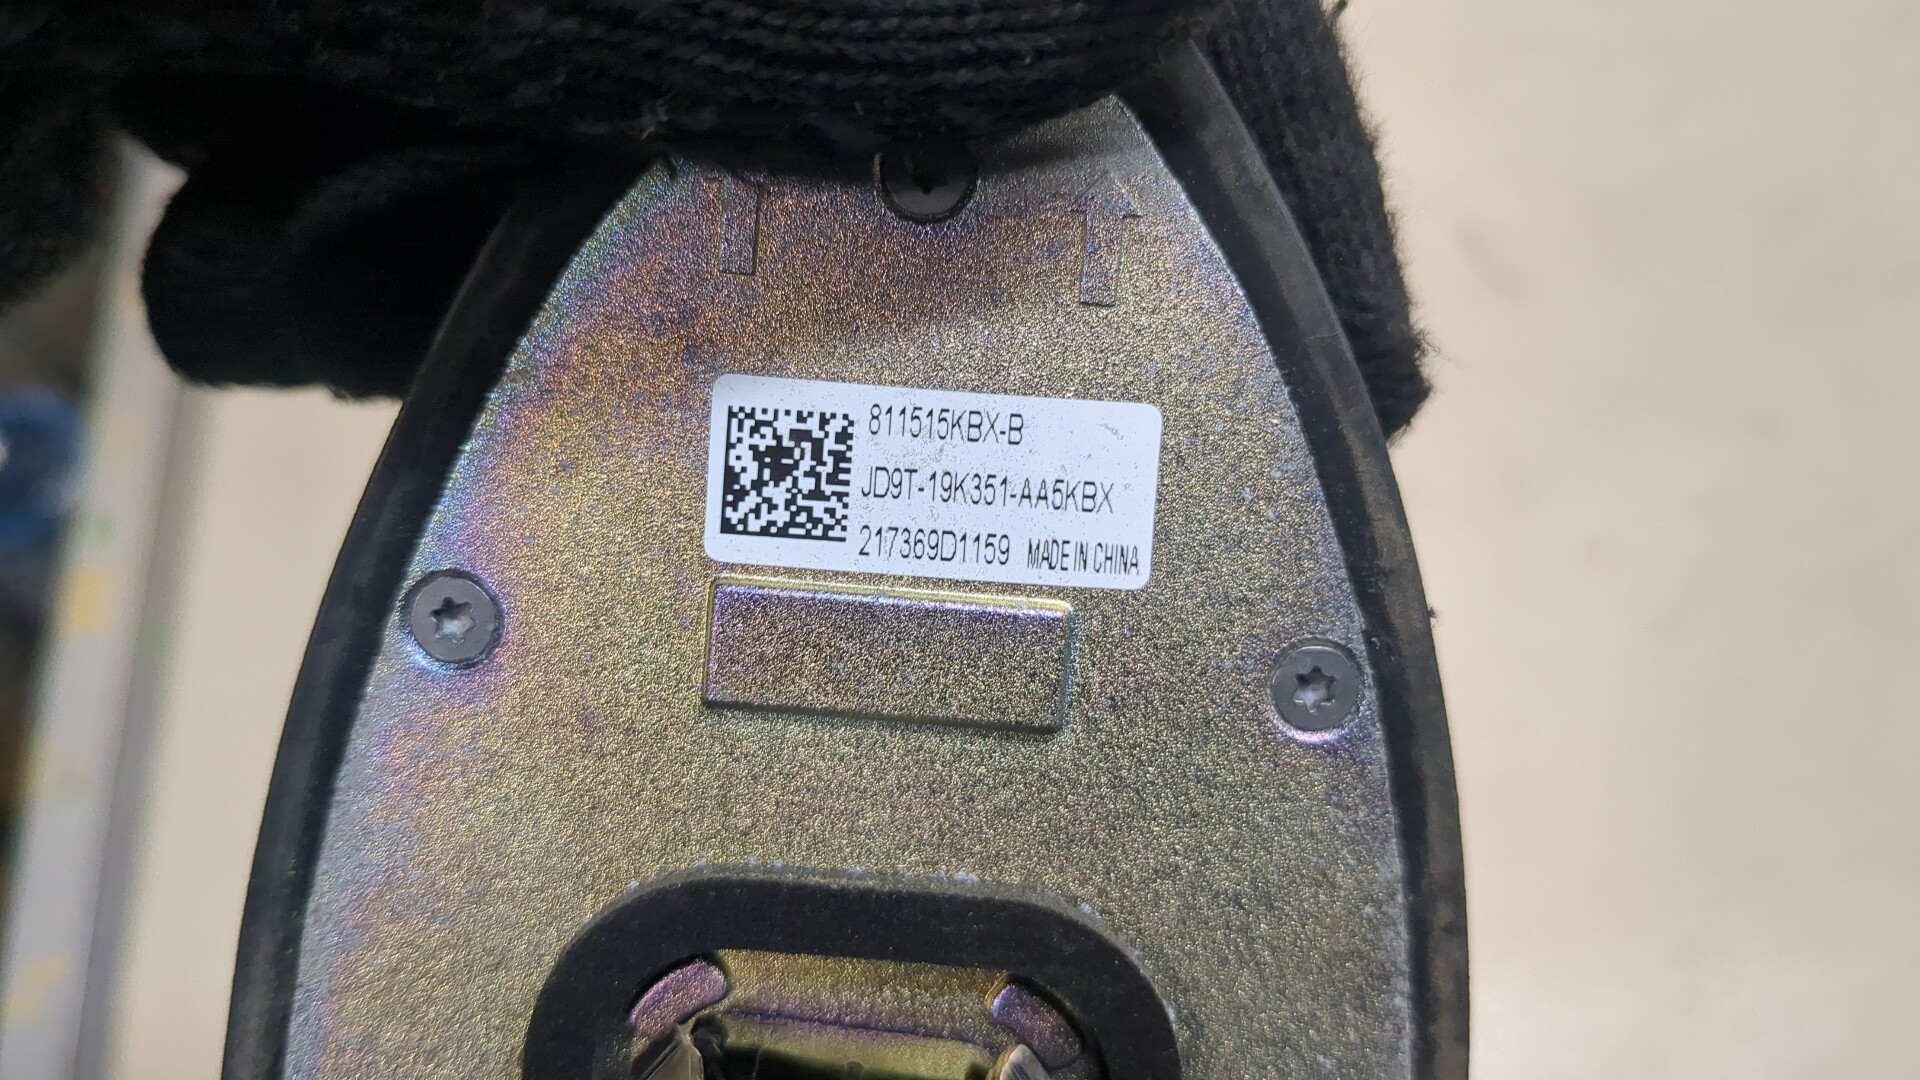 811515KBX-B
JD9T-19K351-AA5KBX
217369D1159 MADE IN CHINA